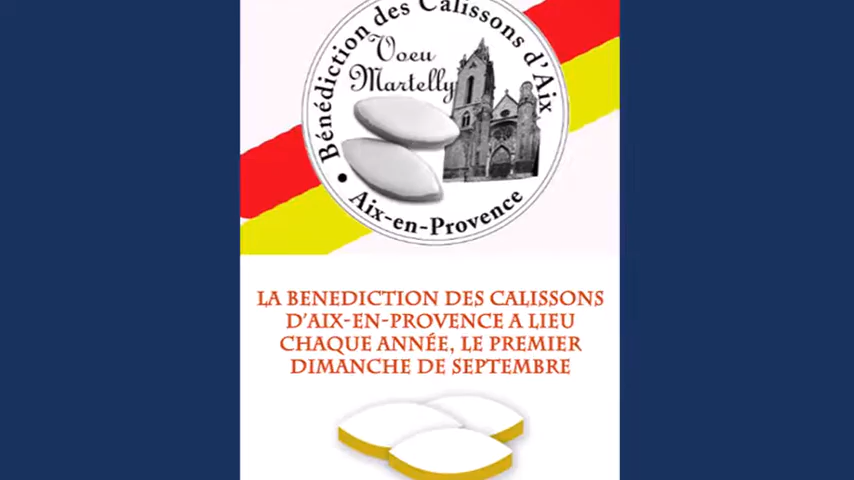 Bénédiction des Calissons d'Aix
Voeu
Martelly
• Aix-en-Provence
LA BENEDICTION DES CALISSONS
D'AIX-EN-PROVENCE A LIEU
CHAQUE ANNÉE, LE PREMIER
DIMANCHE DE SEPTEMBRE